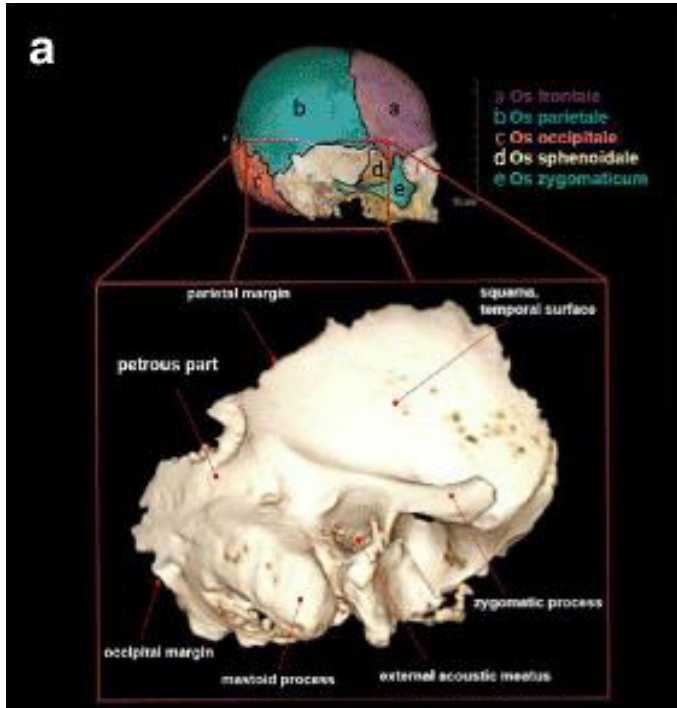 a
b
a
c
d
e
a Os frontale
b Os parietale
c Os occipitale
d Os sphenoidale
e Os zygomaticum
parietal margin
squama,
temporal surface
petrous part
zygomatic process
occipital margin
mastoid process
external acoustic meatus